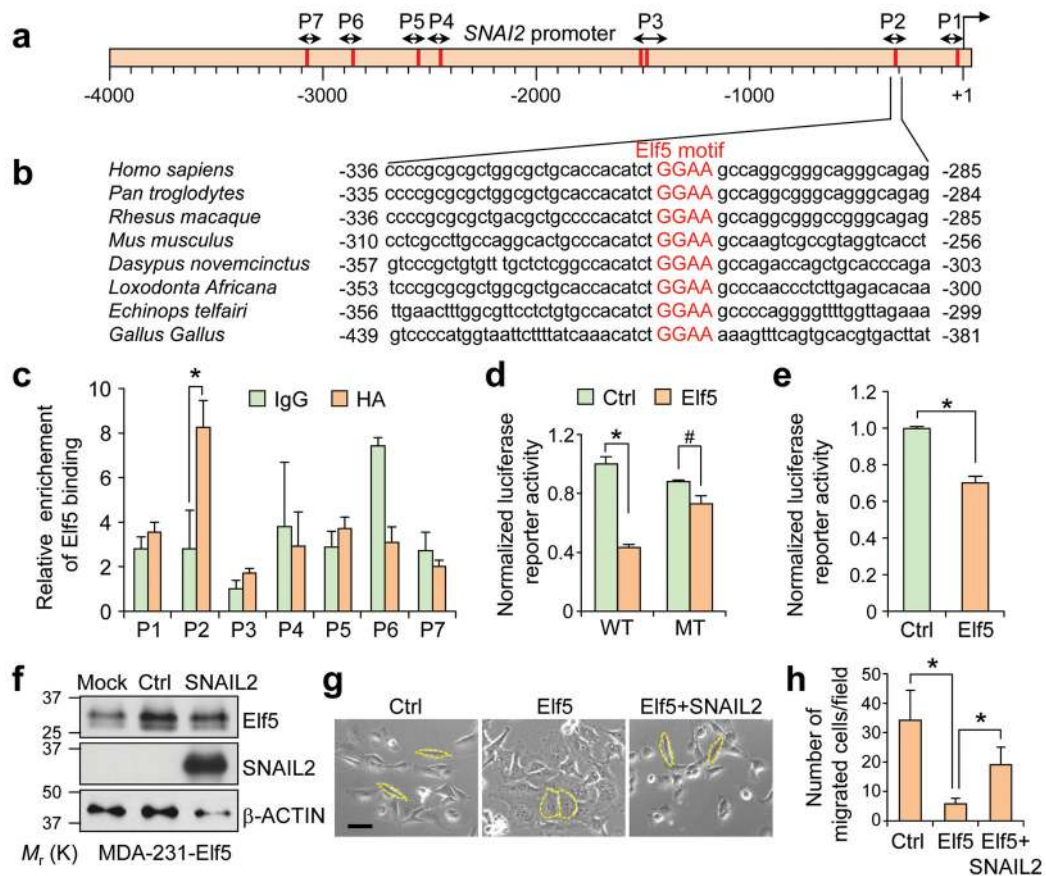 a
P7 P6 P5 P4 SNAI2 promoter P3 P2 P1
-4000 -3000 -2000 -1000 +1
b
Elf5 motif
Homo sapiens -336 ccccgcgcgctggcgctgcaccacatct GGAA gccaggcgggcagggcagag -285
Pan troglodytes -335 ccccgcgcgctggcgctgcaccacatct GGAA gccaggcgggcagggcagag -284
Rhesus macaque -336 ccccgcgcgctgacgctgccccacatct GGAA gccaggcgggccgggcagag -285
Mus musculus -310 cctcgccttgccaggcactgcccacatct GGAA gccaagtcgccgtaggtcacct -256
Dasypus novemcinctus -357 gtcccgctgtgtt tgctctcggccacatct GGAA gccagaccagctgcacccaga -303
Loxodonta Africana -353 tcccgcgcgctggcgctgcaccacatct GGAA gcccaaccctcttgagacacaa -300
Echinops telfairi -356 ttgaactttggcgttcctctgtgccacatct GGAA gccccaggggttttggttagaaa -299
Gallus Gallus -439 gtccccatggtaattcttttatcaaacatct GGAA aaagtttcagtgcacgtgacttat -381
c
Relative enrichement
of Elf5 binding
10
8
6
4
2
0
IgG HA
*
P1 P2 P3 P4 P5 P6 P7
d
Ctrl Elf5
Normalized luciferase
reporter activity
1.2
0.8
0.4
0
* #
WT MT
e
Normalized luciferase
reporter activity
1.2
1.0
0.8
0.6
0.4
0.2
0
*
Ctrl Elf5
f
Mock Ctrl SNAIL2
37
25
Elf5
37
SNAIL2
50
37
β-ACTIN
Mr (K) MDA-231-Elf5
g
Ctrl Elf5 Elf5+SNAIL2
h
Number of
migrated cells/field
50
40
30
20
10
0
*
*
Ctrl Elf5 Elf5+
SNAIL2